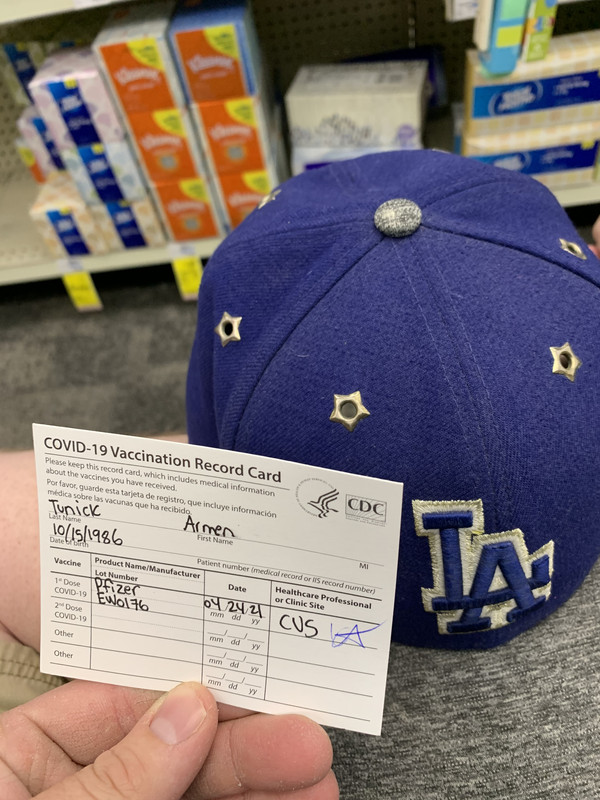 Kleenex
Kleenex
LA
COVID-19 Vaccination Record Card
Please keep this record card, which includes medical information
about the vaccines you have received.
Por favor, guarde esta tarjeta de registro, que incluye información
médica sobre las vacunas que ha recibido.
CDC
Tunick Armen
Last Name First Name MI
10/15/1986
Date of birth Patient number (medical record or IIS record number)
Vaccine Product Name/Manufacturer Date Healthcare Professional
Lot Number or Clinic Site
1st Dose Pfizer 04/24/21 CVS
COVID-19 EW0176 mm dd yy
2nd Dose
COVID-19 mm dd yy
Other mm dd yy
Other mm dd yy